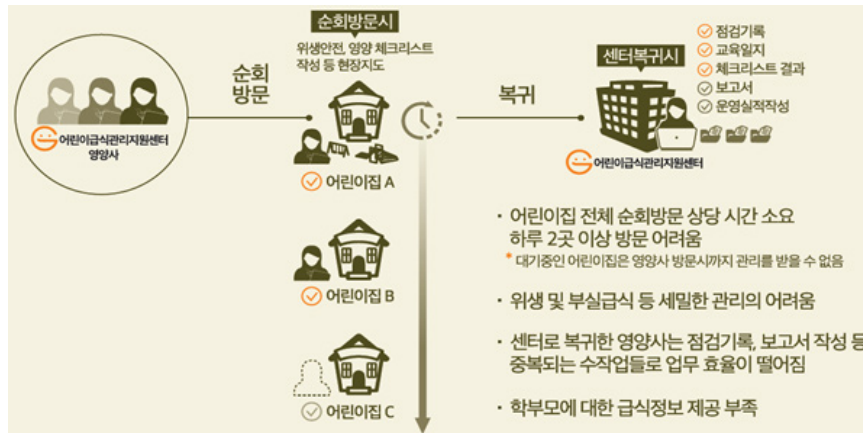 어린이급식관리지원센터
영양사
순회
방문
순회방문시
위생안전, 영양 체크리스트
작성 등 현장지도
어린이집 A
어린이집 B
어린이집 C
복귀
센터복귀시
점검기록
교육일지
체크리스트 결과
보고서
운영실적작성
어린이급식관리지원센터
· 어린이집 전체 순회방문 상당 시간 소요
하루 2곳 이상 방문 어려움
* 대기중인 어린이집은 영양사 방문시까지 관리를 받을 수 없음
· 위생 및 부실급식 등 세밀한 관리의 어려움
· 센터로 복귀한 영양사는 점검기록, 보고서 작성 등
중복되는 수작업들로 업무 효율이 떨어짐
· 학부모에 대한 급식정보 제공 부족